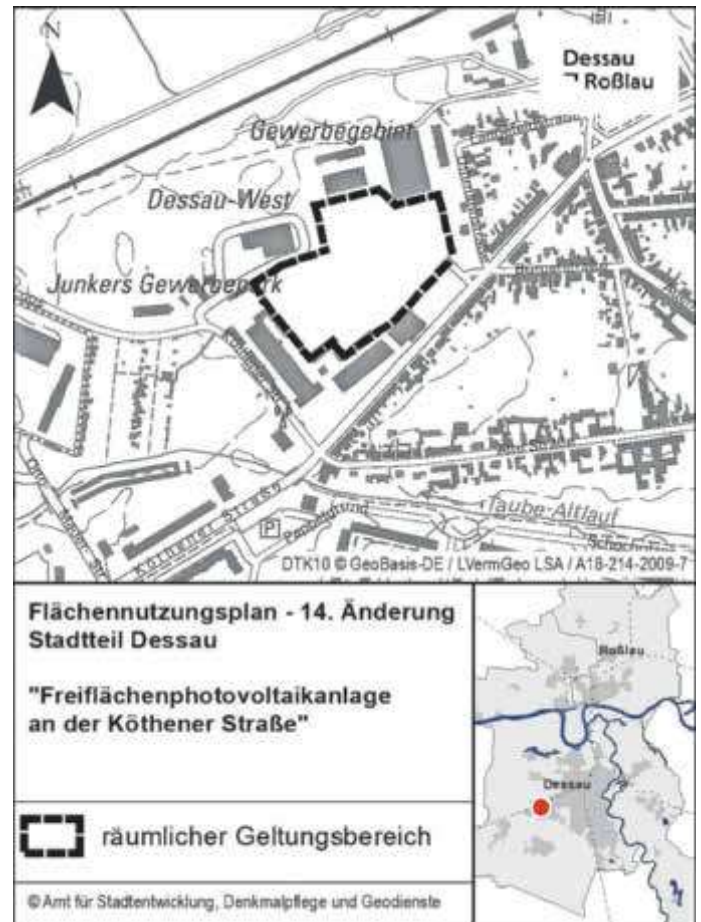 N
Dessau
Roßlau
Gewerbegebiet
Dessau-West
Junkers Gewerbepark
Köthener Straße
P
Taube-Altlauf
DTK10 © GeoBasis-DE / LVermGeo LSA / A18-214-2009-7
Flächennutzungsplan - 14. Änderung
Stadtteil Dessau
"Freiflächenphotovoltaikanlage
an der Köthener Straße"
räumlicher Geltungsbereich
© Amt für Stadtentwicklung, Denkmalpflege und Geodienste
Roßlau
Dessau